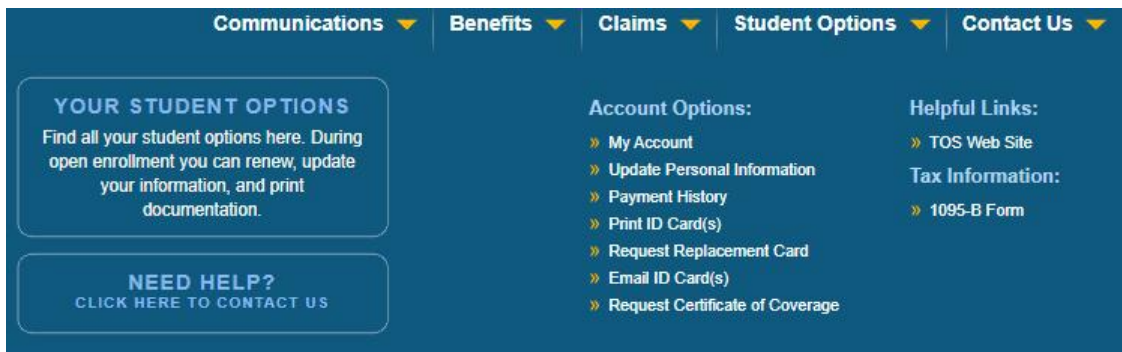 Communications Benefits Claims Student Options Contact Us
YOUR STUDENT OPTIONS
Find all your student options here. During
open enrollment you can renew, update
your information, and print
documentation.
NEED HELP?
CLICK HERE TO CONTACT US
Account Options:
» My Account
» Update Personal Information
» Payment History
» Print ID Card(s)
» Request Replacement Card
» Email ID Card(s)
» Request Certificate of Coverage
Helpful Links:
» TOS Web Site
Tax Information:
» 1095-B Form